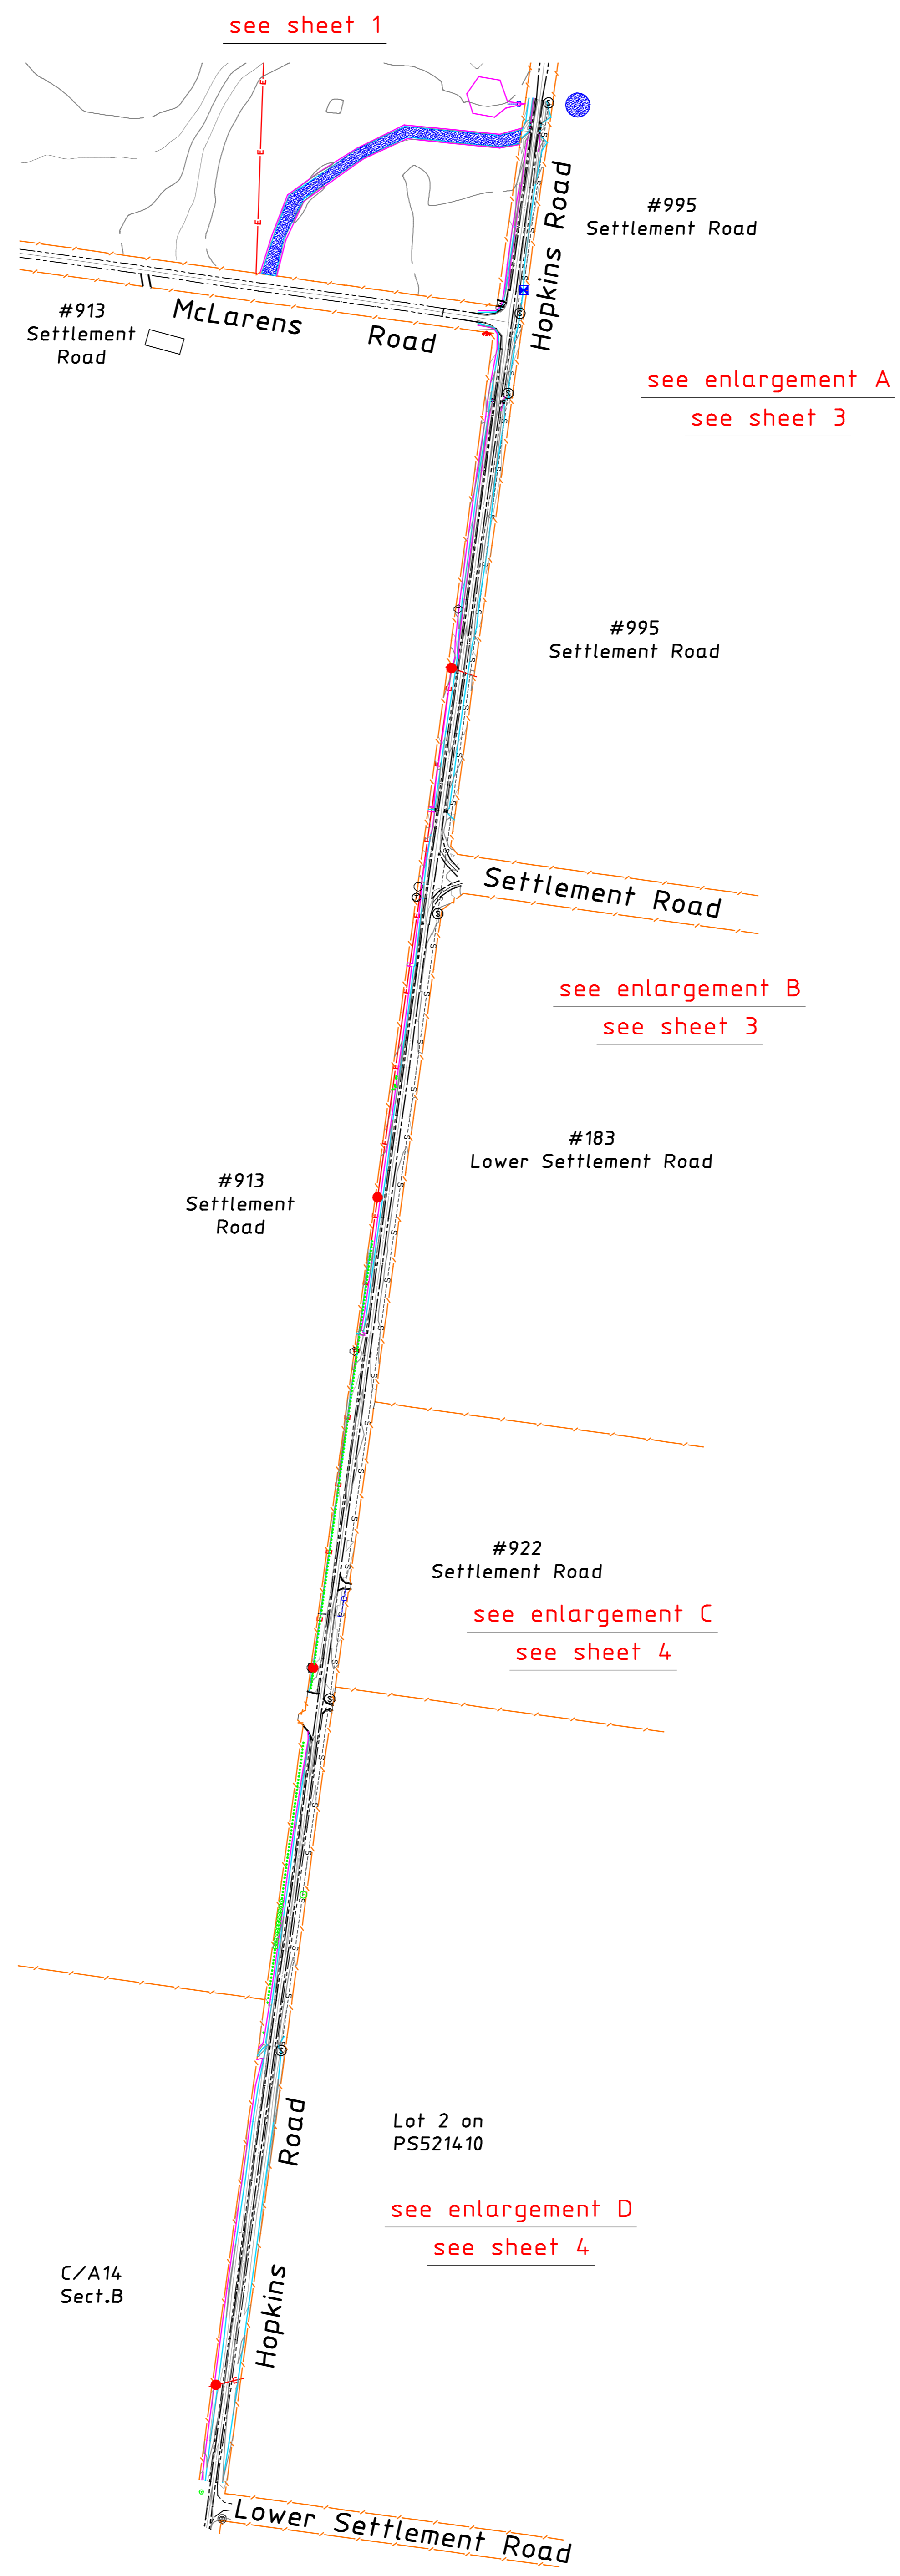 see sheet 1
#995
Settlement Road
Hopkins Road
#913
Settlement
Road
McLarens Road
see enlargement A
see sheet 3
#995
Settlement Road
Settlement Road
see enlargement B
see sheet 3
#183
Lower Settlement Road
#913
Settlement
Road
#922
Settlement Road
see enlargement C
see sheet 4
Lot 2 on
PS521410
Hopkins Road
see enlargement D
see sheet 4
C/A14
Sect.B
Lower Settlement Road